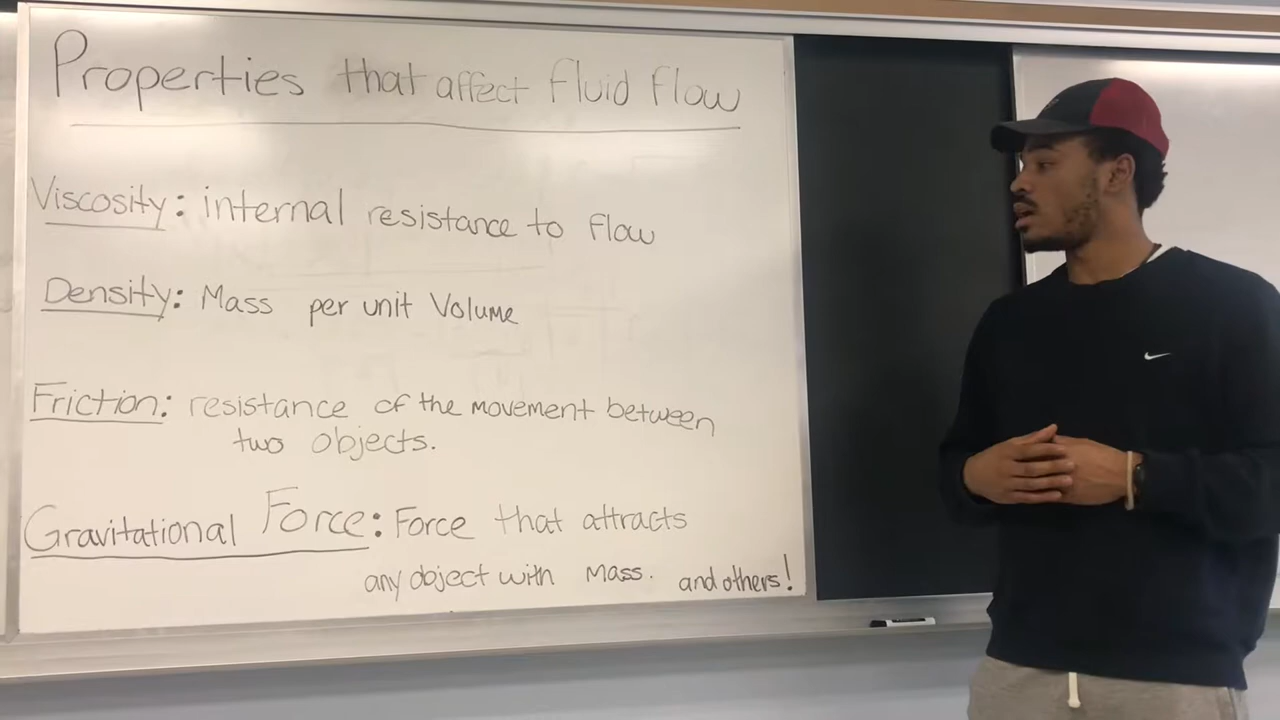 Properties that affect fluid flow
Viscosity: internal resistance to flow
Density: Mass per unit Volume
Friction: resistance of the movement between
two objects.
Gravitational Force: Force that attracts
any object with Mass. and others!